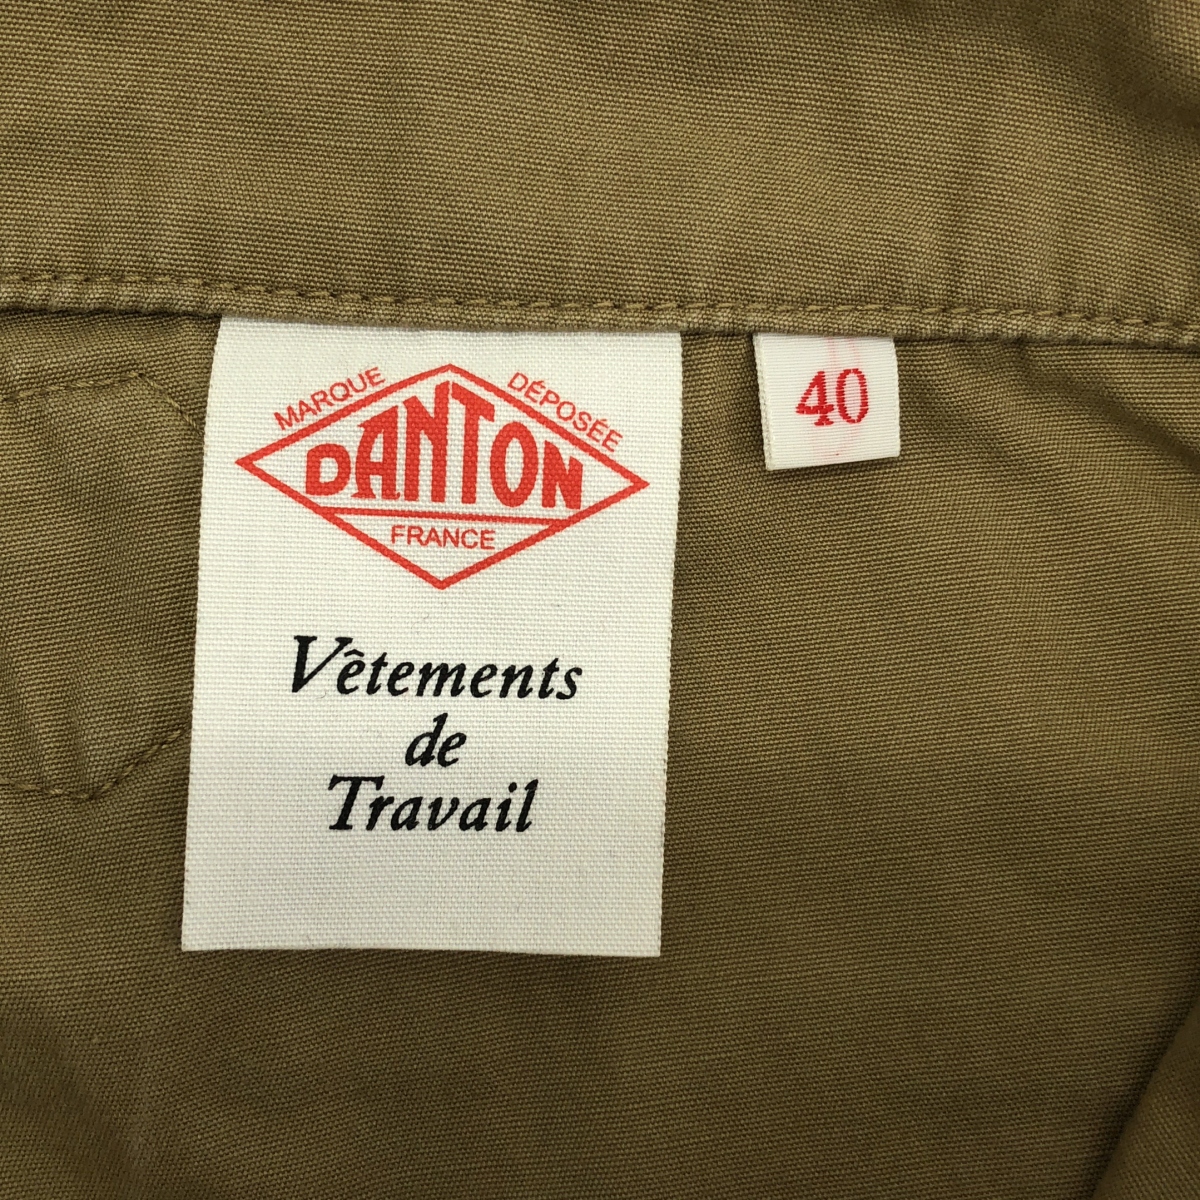 MARQUE DÉPOSÉE
DANTON
FRANCE
Vêtements
de
Travail
40